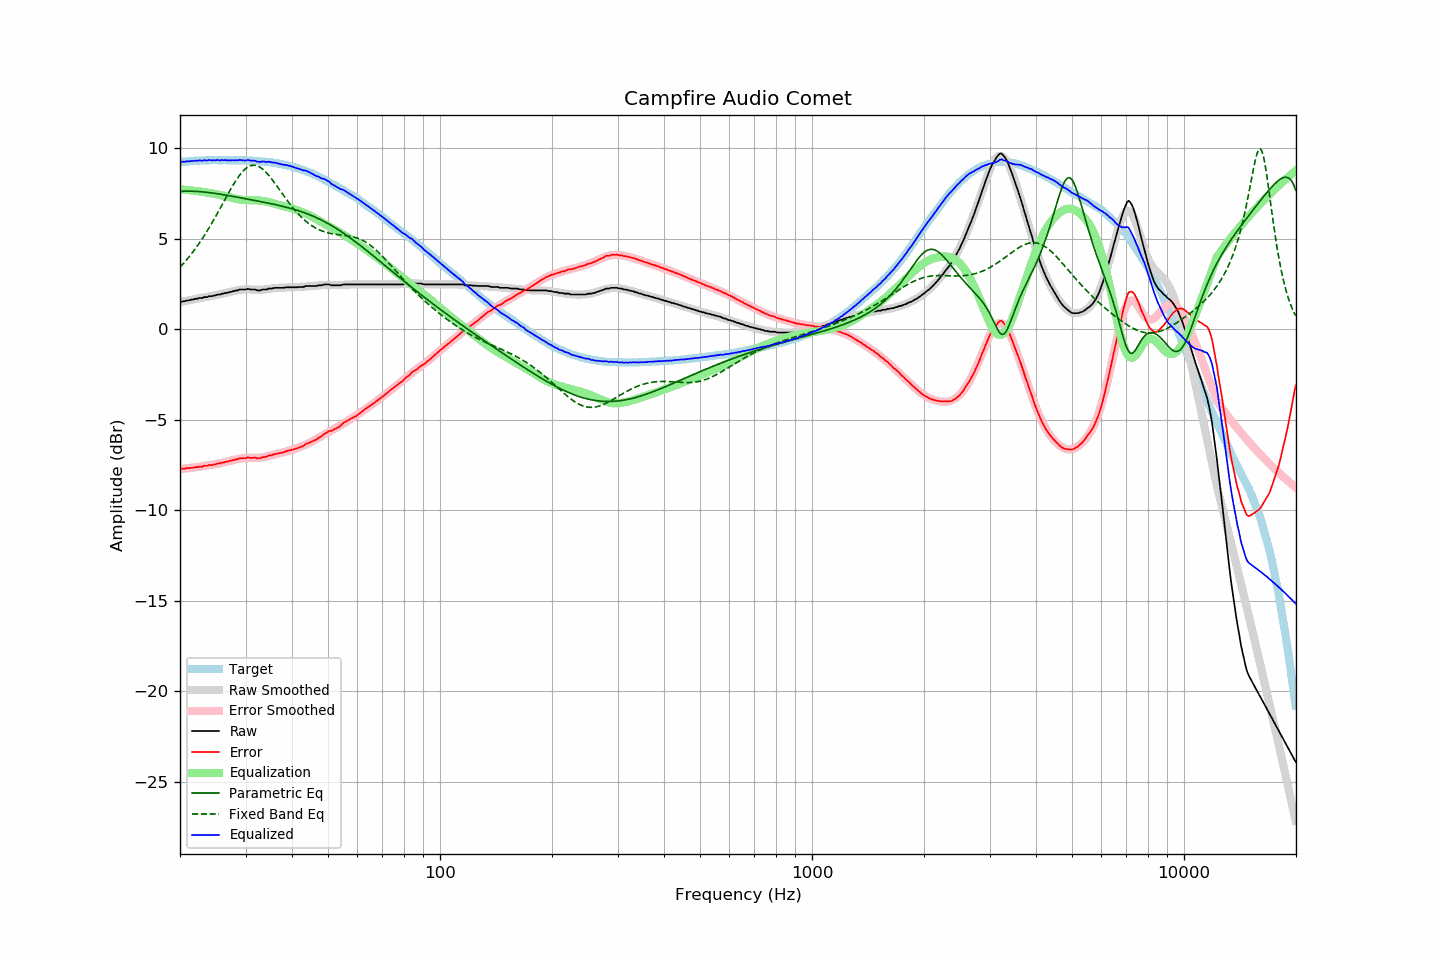 Campfire Audio Comet
10
5
0
−5
−10
−15
−20
−25
Amplitude (dBr)
Target
Raw Smoothed
Error Smoothed
Raw
Error
Equalization
Parametric Eq
Fixed Band Eq
Equalized
100
1000
10000
Frequency (Hz)